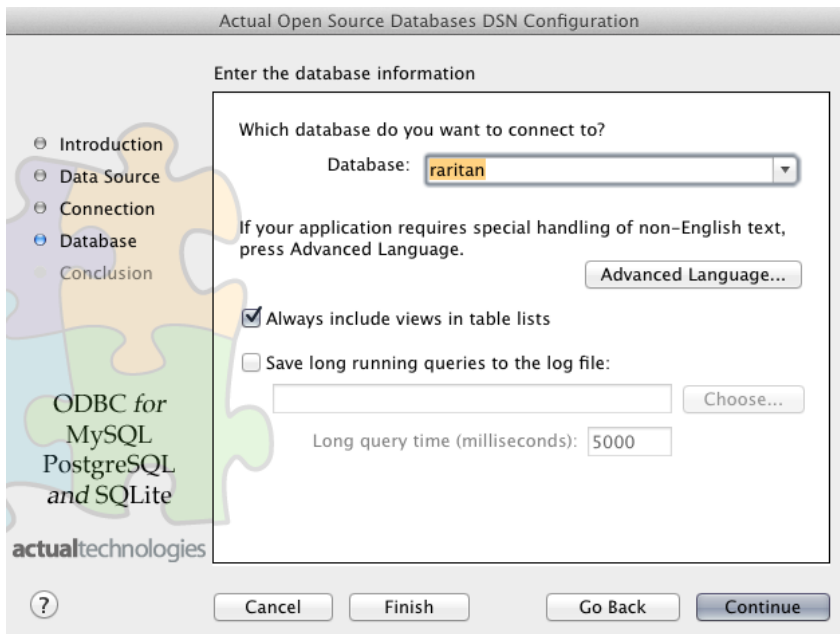 Actual Open Source Databases DSN Configuration
Enter the database information
Introduction
Data Source
Connection
Database
Conclusion
ODBC for
MySQL
PostgreSQL
and SQLite
actualtechnologies
Which database do you want to connect to?
Database: raritan
If your application requires special handling of non-English text,
press Advanced Language.
Advanced Language...
Always include views in table lists
Save long running queries to the log file:
Choose...
Long query time (milliseconds): 5000
?
Cancel
Finish
Go Back
Continue